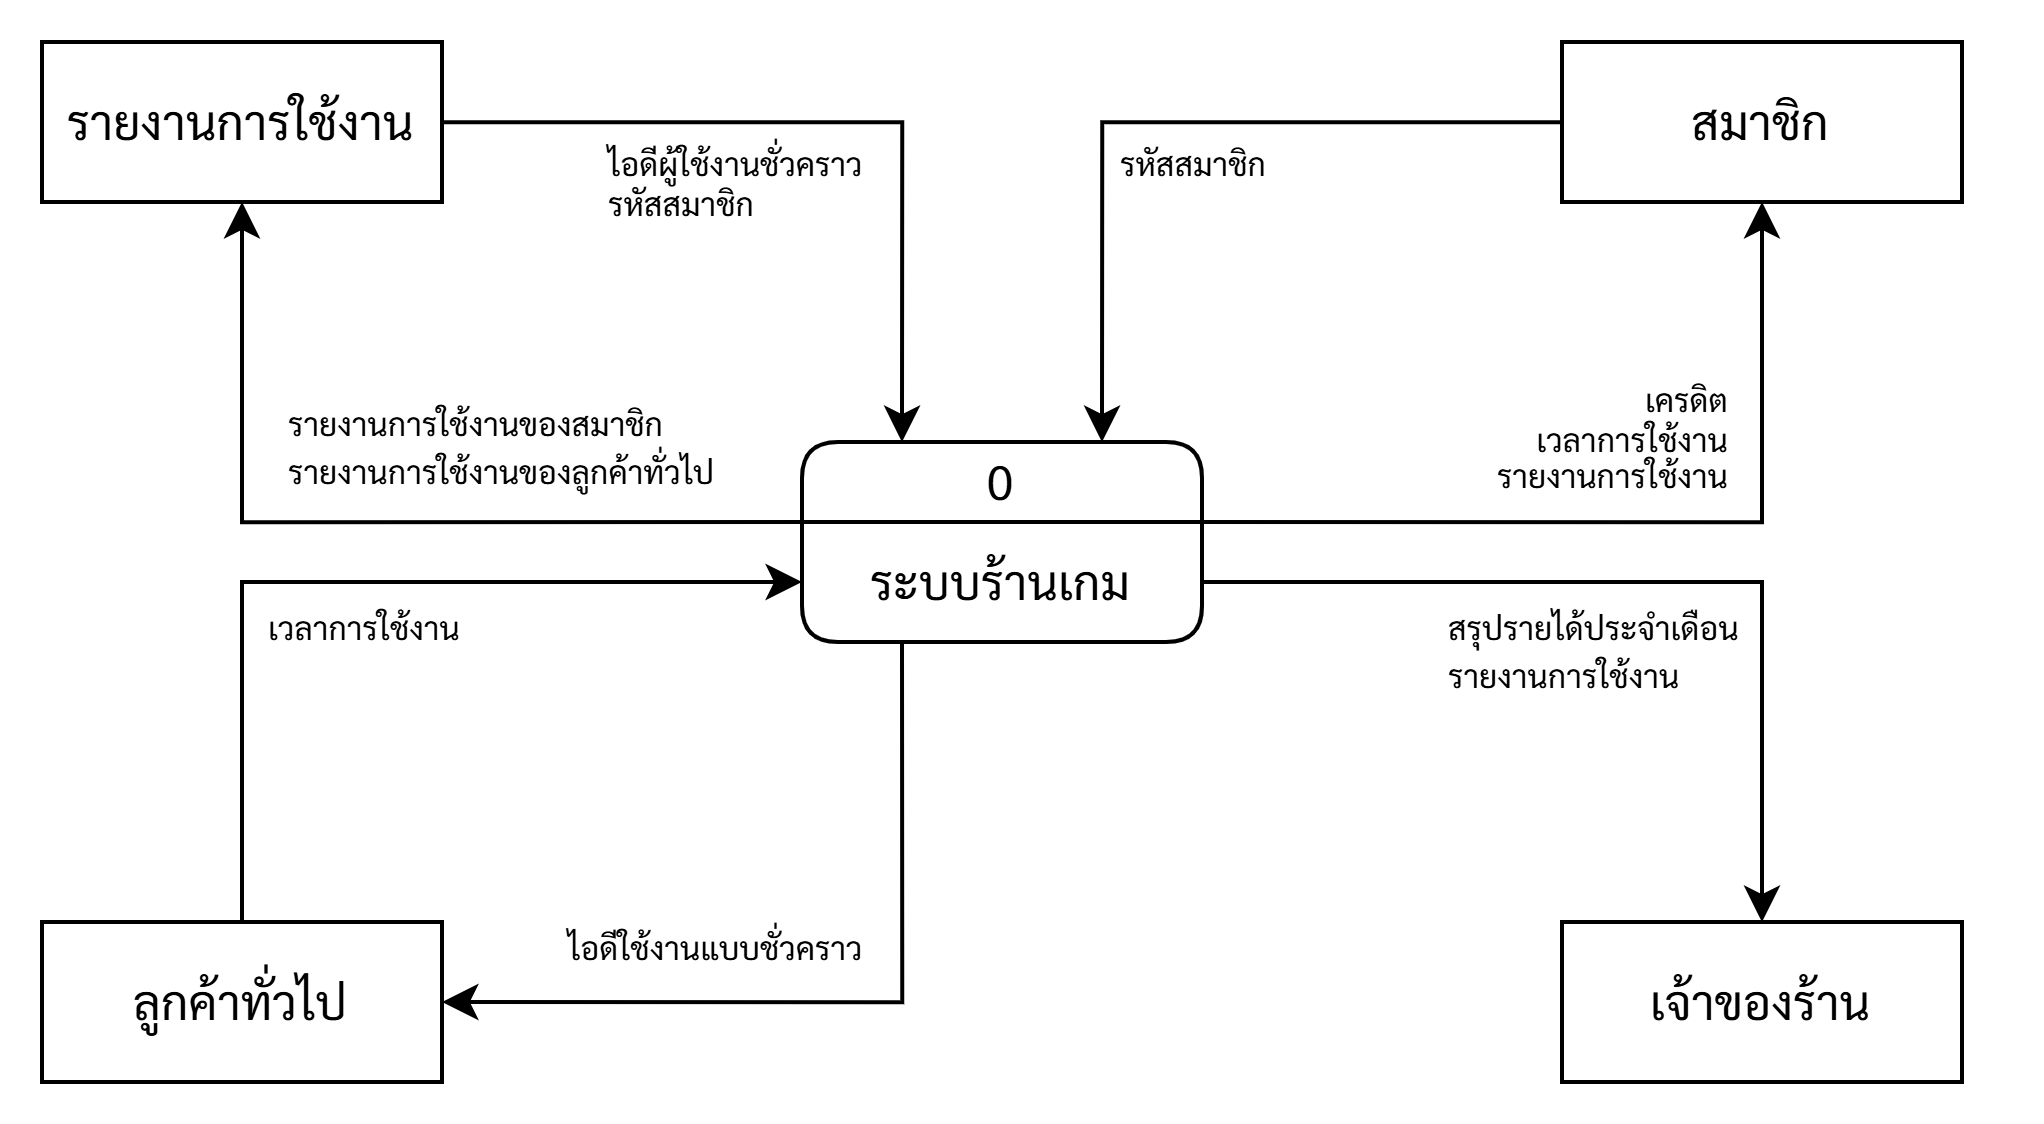 รายงานการใช้งาน
สมาชิก
ไอดีผู้ใช้งานชั่วคราว
รหัสสมาชิก
รหัสสมาชิก
รายงานการใช้งานของสมาชิก
รายงานการใช้งานของลูกค้าทั่วไป
เครดิต
เวลาการใช้งาน
รายงานการใช้งาน
0
ระบบร้านเกม
เวลาการใช้งาน
สรุปรายได้ประจำเดือน
รายงานการใช้งาน
ไอดีใช้งานแบบชั่วคราว
ลูกค้าทั่วไป
เจ้าของร้าน